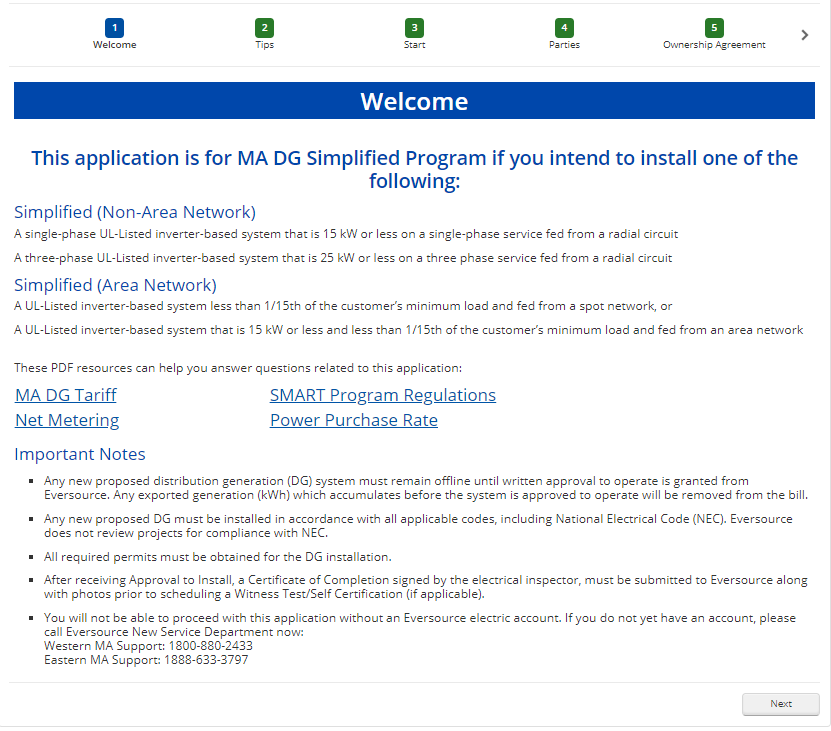 1 2 3 4 5
Welcome Tips Start Parties Ownership Agreement
Welcome
This application is for MA DG Simplified Program if you intend to install one of the
following:
Simplified (Non-Area Network)
A single-phase UL-Listed inverter-based system that is 15 kW or less on a single-phase service fed from a radial circuit
A three-phase UL-Listed inverter-based system that is 25 kW or less on a three phase service fed from a radial circuit
Simplified (Area Network)
A UL-Listed inverter-based system less than 1/15th of the customer's minimum load and fed from a spot network, or
A UL-Listed inverter-based system that is 15 kW or less and less than 1/15th of the customer's minimum load and fed from an area network
These PDF resources can help you answer questions related to this application:
MA DG Tariff SMART Program Regulations
Net Metering Power Purchase Rate
Important Notes
▪ Any new proposed distribution generation (DG) system must remain offline until written approval to operate is granted from
Eversource. Any exported generation (kWh) which accumulates before the system is approved to operate will be removed from the bill.
▪ Any new proposed DG must be installed in accordance with all applicable codes, including National Electrical Code (NEC). Eversource
does not review projects for compliance with NEC.
▪ All required permits must be obtained for the DG installation.
▪ After receiving Approval to Install, a Certificate of Completion signed by the electrical inspector, must be submitted to Eversource along
with photos prior to scheduling a Witness Test/Self Certification (if applicable).
▪ You will not be able to proceed with this application without an Eversource electric account. If you do not yet have an account, please
call Eversource New Service Department now:
Western MA Support: 1800-880-2433
Eastern MA Support: 1888-633-3797
Next